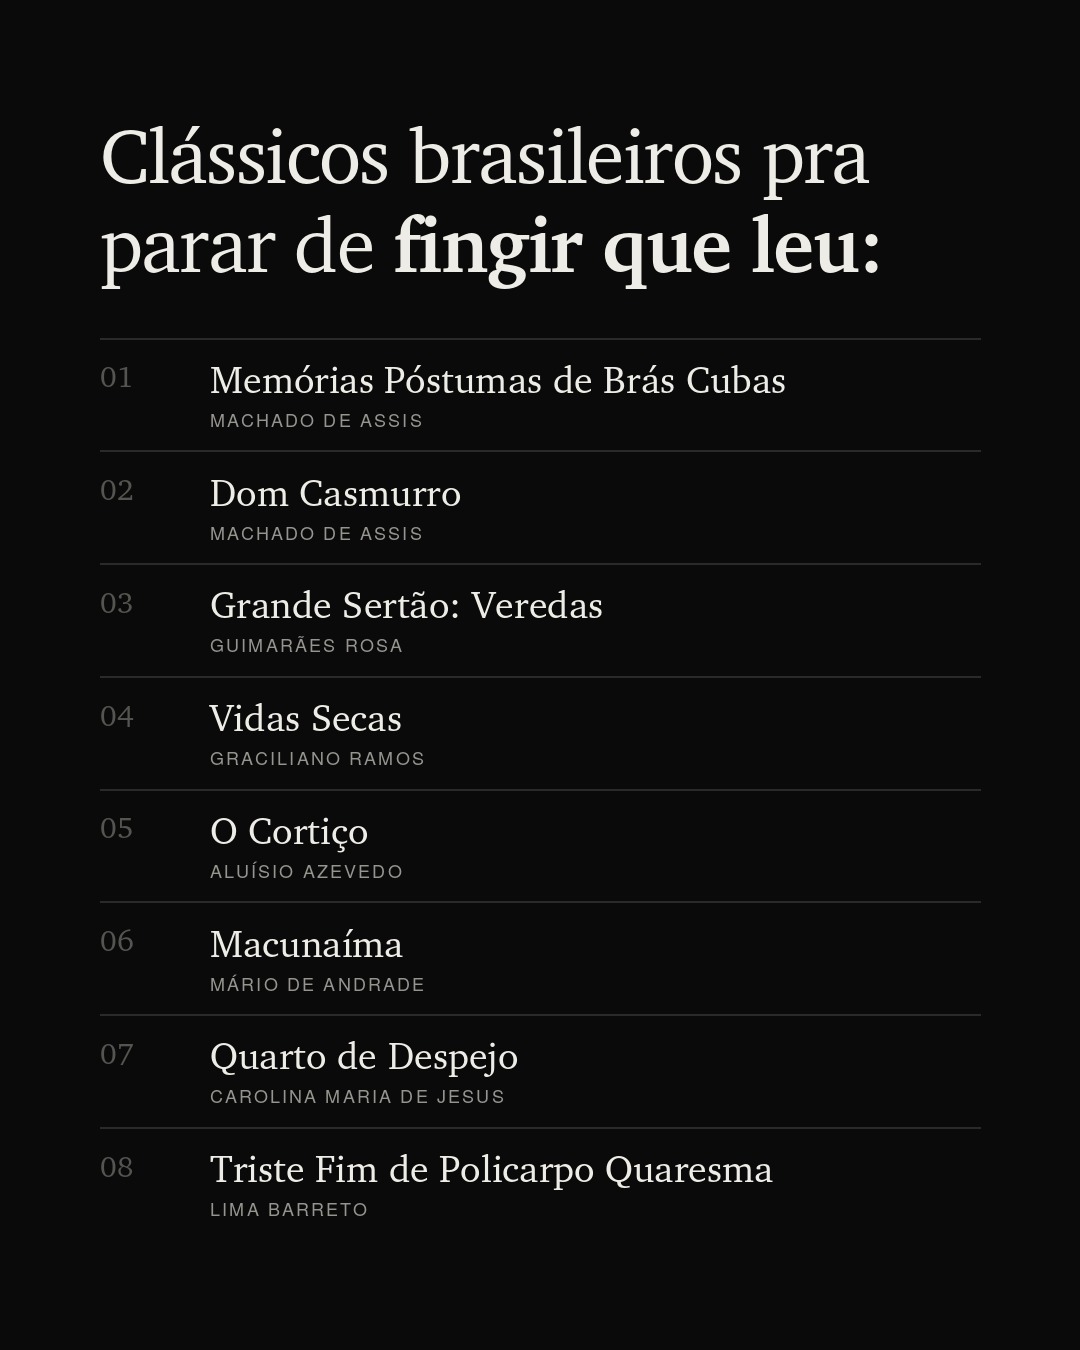 Clássicos brasileiros pra
parar de fingir que leu:
01
Memórias Póstumas de Brás Cubas
MACHADO DE ASSIS
02
Dom Casmurro
MACHADO DE ASSIS
03
Grande Sertão: Veredas
GUIMARÃES ROSA
04
Vidas Secas
GRACILIANO RAMOS
05
O Cortiço
ALUÍSIO AZEVEDO
06
Macunaíma
MÁRIO DE ANDRADE
07
Quarto de Despejo
CAROLINA MARIA DE JESUS
08
Triste Fim de Policarpo Quaresma
LIMA BARRETO